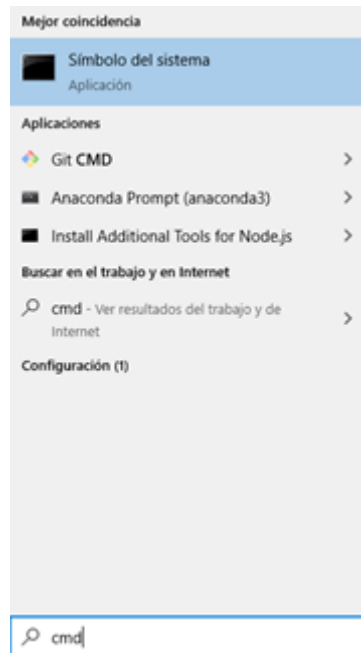 Mejor coincidencia
Símbolo del sistema
Aplicación
Aplicaciones
Git CMD
Anaconda Prompt (anaconda3)
Install Additional Tools for Node.js
Buscar en el trabajo y en Internet
cmd - Ver resultados del trabajo y de
Internet
Configuración (1)
cmd